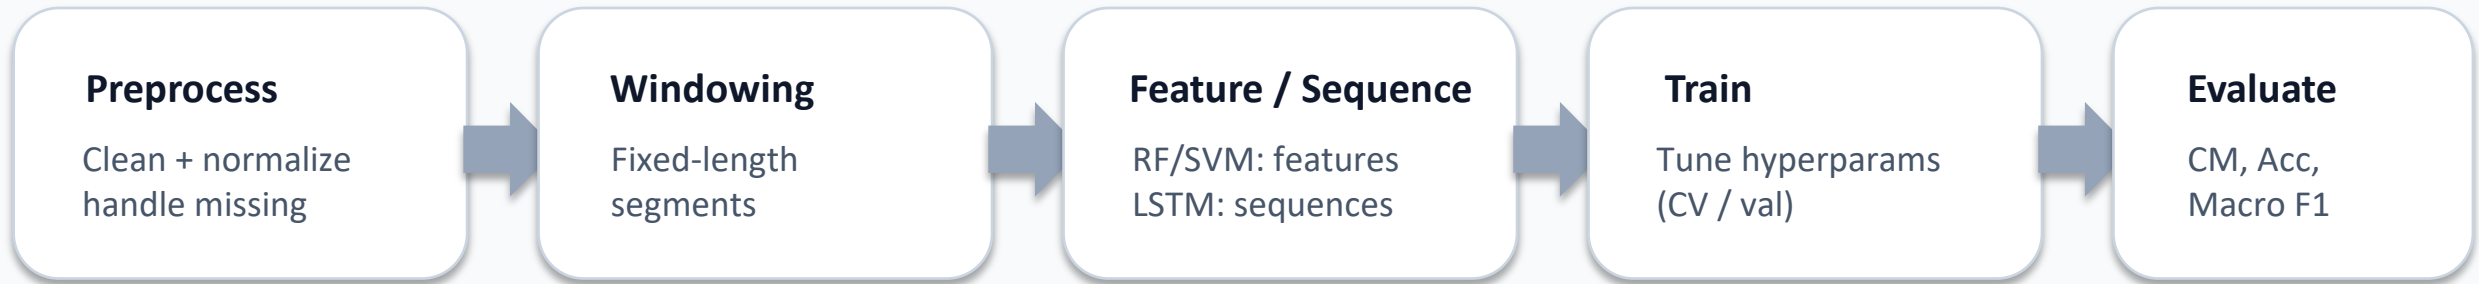 Preprocess
Clean + normalize
handle missing
Windowing
Fixed-length
segments
Feature / Sequence
RF/SVM: features
LSTM: sequences
Train
Tune hyperparams
(CV / val)
Evaluate
CM, Acc,
Macro F1